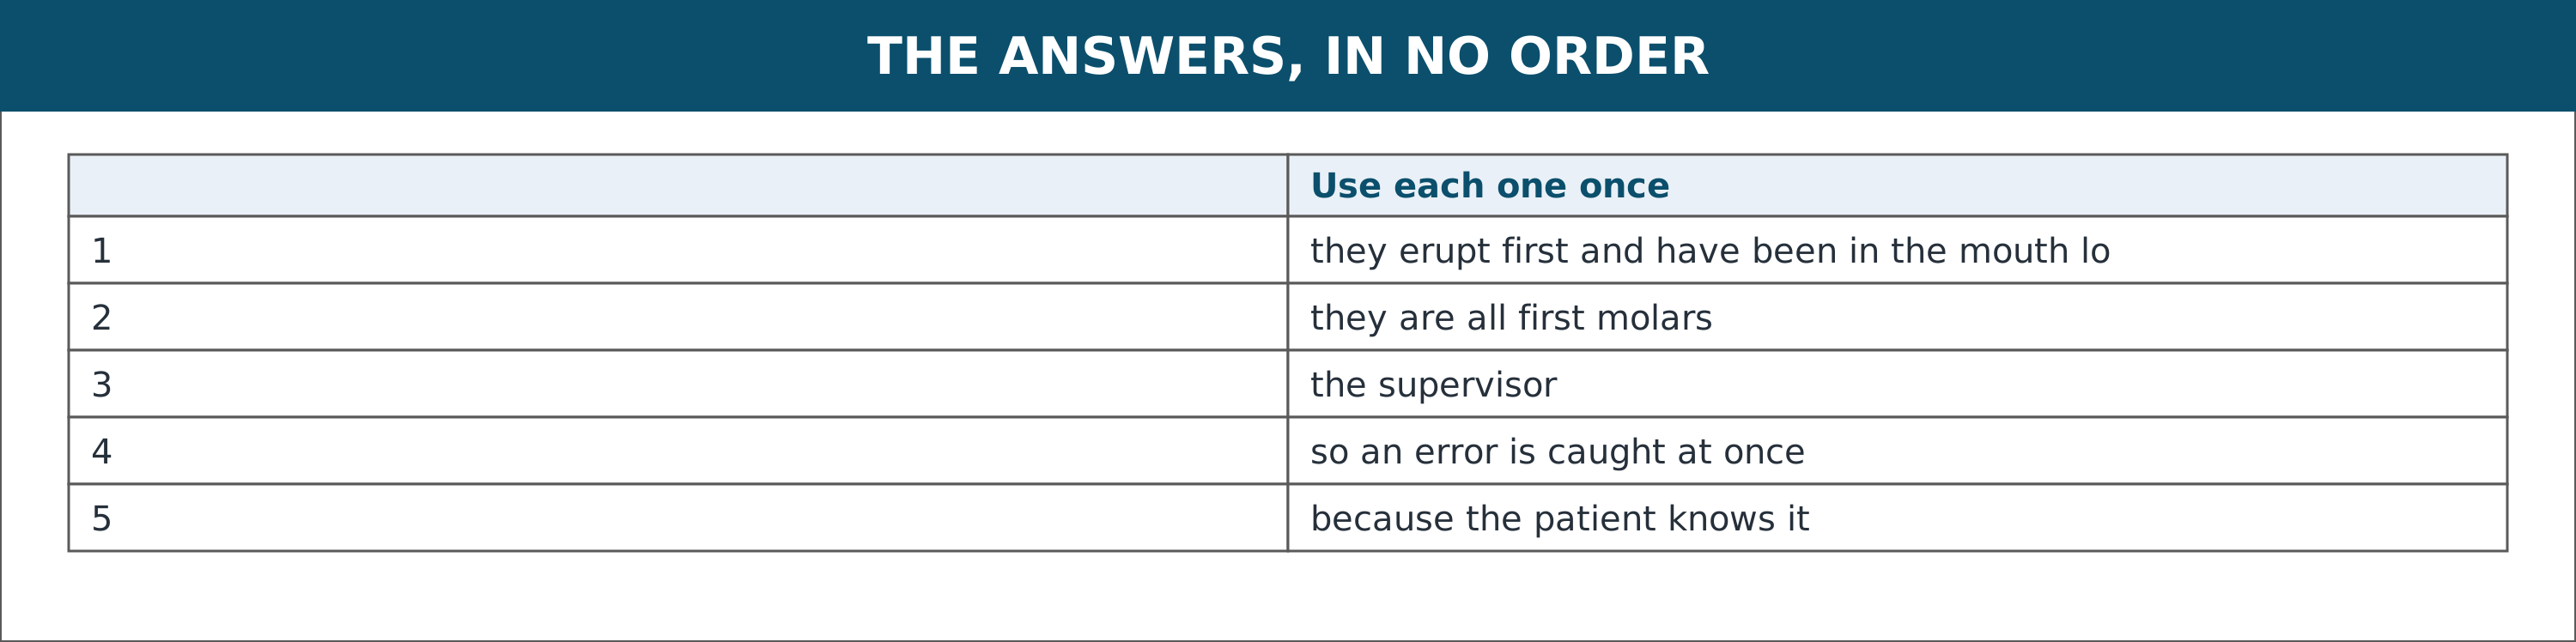 THE ANSWERS, IN NO ORDER
Use each one once
1 they erupt first and have been in the mouth lo
2 they are all first molars
3 the supervisor
4 so an error is caught at once
5 because the patient knows it